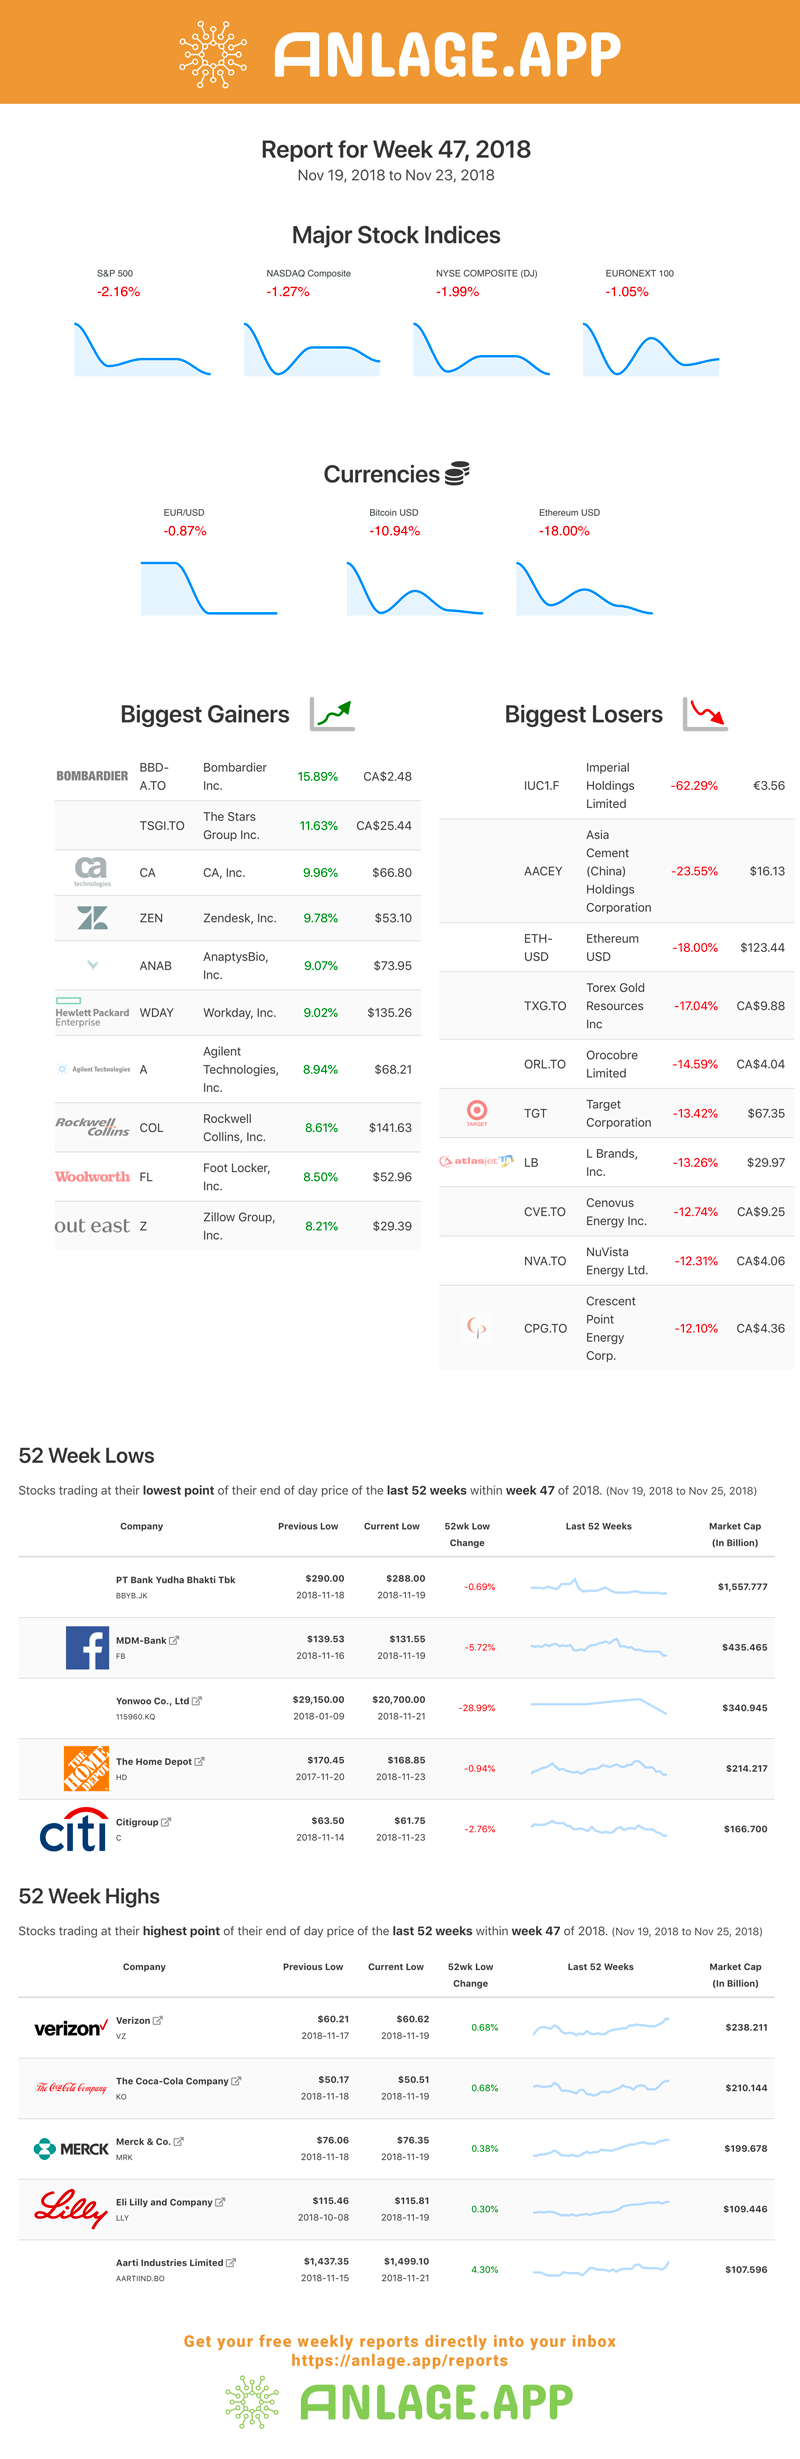 ANLAGE.APP
Report for Week 47, 2018
Nov 19, 2018 to Nov 23, 2018
Major Stock Indices
S&P 500
-2.16%
NASDAQ Composite
-1.27%
NYSE COMPOSITE (DJ)
-1.99%
EURONEXT 100
-1.05%
Currencies
EUR/USD
-0.87%
Bitcoin USD
-10.94%
Ethereum USD
-18.00%
Biggest Gainers
BOMBARDIER
BBD-
A.TO
Bombardier
Inc.
15.89%
CA$2.48
TSGI.TO
The Stars
Group Inc.
11.63%
CA$25.44
ca
technologies
CA
CA, Inc.
9.96%
$66.80
ZEN
Zendesk, Inc.
9.78%
$53.10
ANAB
AnaptysBio,
Inc.
9.07%
$73.95
Hewlett Packard
Enterprise
WDAY
Workday, Inc.
9.02%
$135.26
Agilent Technologies
A
Agilent
Technologies,
Inc.
8.94%
$68.21
Rockwell
Collins
COL
Rockwell
Collins, Inc.
8.61%
$141.63
Woolworth
FL
Foot Locker,
Inc.
8.50%
$52.96
out east
Z
Zillow Group,
Inc.
8.21%
$29.39
Biggest Losers
IUC1.F
Imperial
Holdings
Limited
-62.29%
€3.56
AACEY
Asia
Cement
(China)
Holdings
Corporation
-23.55%
$16.13
ETH-
USD
Ethereum
USD
-18.00%
$123.44
TXG.TO
Torex Gold
Resources
Inc
-17.04%
CA$9.88
ORL.TO
Orocobre
Limited
-14.59%
CA$4.04
TARGET
TGT
Target
Corporation
-13.42%
$67.35
atlasjet
LB
L Brands,
Inc.
-13.26%
$29.97
CVE.TO
Cenovus
Energy Inc.
-12.74%
CA$9.25
NVA.TO
NuVista
Energy Ltd.
-12.31%
CA$4.06
CPG.TO
Crescent
Point
Energy
Corp.
-12.10%
CA$4.36
52 Week Lows
Stocks trading at their lowest point of their end of day price of the last 52 weeks within week 47 of 2018. (Nov 19, 2018 to Nov 25, 2018)
Company Previous Low Current Low 52wk Low Last 52 Weeks Market Cap
Change (In Billion)
PT Bank Yudha Bhakti Tbk $290.00 $288.00 -0.69% $1,557.777
BBYB.JK 2018-11-18 2018-11-19
f
MDM-Bank $139.53 $131.55 -5.72% $435.465
FB 2018-11-16 2018-11-19
Yonwoo Co., Ltd $29,150.00 $20,700.00 -28.99% $340.945
115960.KQ 2018-01-09 2018-11-21
THE HOME DEPOT
The Home Depot $170.45 $168.85 -0.94% $214.217
HD 2017-11-20 2018-11-23
citi
Citigroup $63.50 $61.75 -2.76% $166.700
C 2018-11-14 2018-11-23
52 Week Highs
Stocks trading at their highest point of their end of day price of the last 52 weeks within week 47 of 2018. (Nov 19, 2018 to Nov 25, 2018)
Company Previous Low Current Low 52wk Low Last 52 Weeks Market Cap
Change (In Billion)
verizon
Verizon $60.21 $60.62 0.68% $238.211
VZ 2018-11-17 2018-11-19
The Coca-Cola Company
The Coca-Cola Company $50.17 $50.51 0.68% $210.144
KO 2018-11-18 2018-11-19
MERCK
Merck & Co. $76.06 $76.35 0.38% $199.678
MRK 2018-11-18 2018-11-19
Lilly
Eli Lilly and Company $115.46 $115.81 0.30% $109.446
LLY 2018-10-08 2018-11-19
Aarti Industries Limited $1,437.35 $1,499.10 4.30% $107.596
AARTIIND.BO 2018-11-15 2018-11-21
Get your free weekly reports directly into your inbox
https://anlage.app/reports
ANLAGE.APP